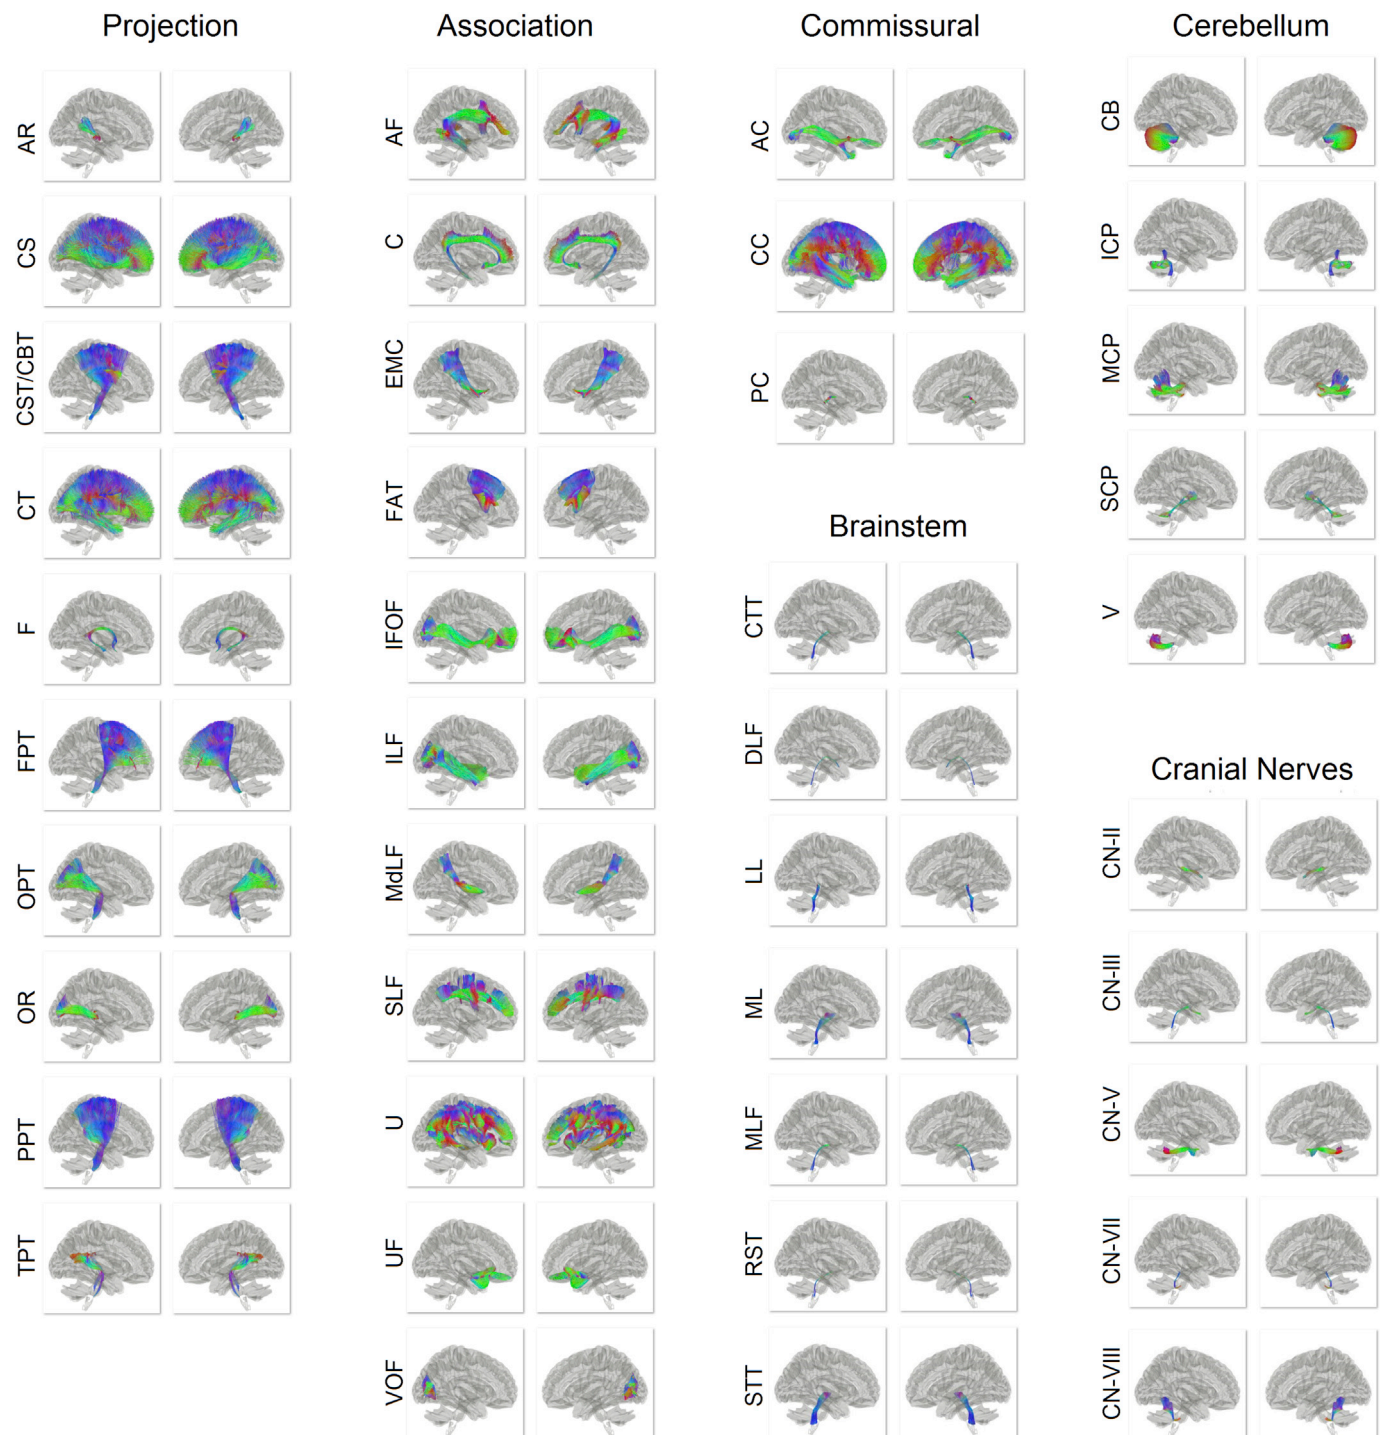 Projection
AR
CS
CST/CBT
CT
F
FPT
OPT
OR
PPT
TPT
Association
AF
C
EMC
FAT
IFOF
ILF
MdLF
SLF
U
UF
VOF
Commissural
AC
CC
PC
Brainstem
CTT
DLF
LL
ML
MLF
RST
STT
Cerebellum
CB
ICP
MCP
SCP
V
Cranial Nerves
CN-II
CN-III
CN-V
CN-VII
CN-VIII